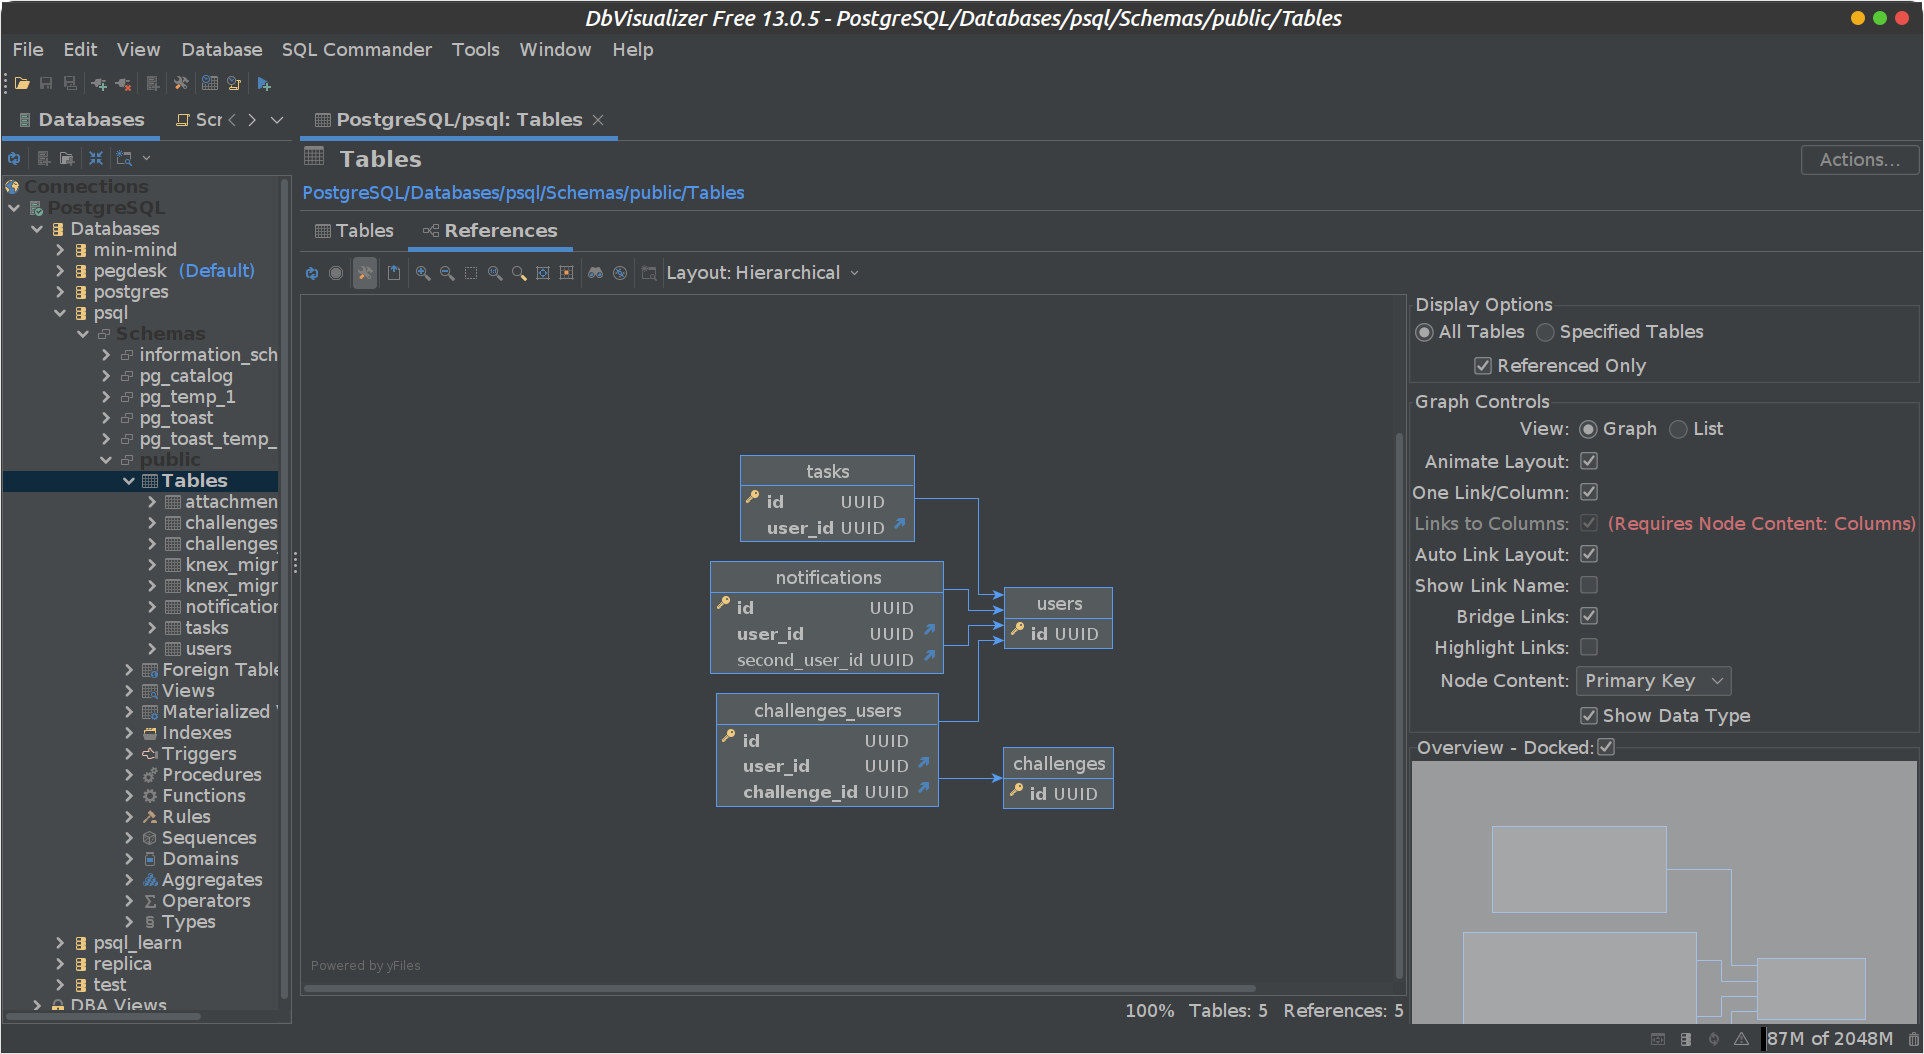 DbVisualizer Free 13.0.5 - PostgreSQL/Databases/psql/Schemas/public/Tables
File Edit View Database SQL Commander Tools Window Help
Databases Scr
PostgreSQL/psql: Tables
Connections
PostgreSQL
Databases
min-mind
pegdesk (Default)
postgres
psql
Schemas
information_sch
pg_catalog
pg_temp_1
pg_toast
pg_toast_temp_
public
Tables
attachmen
challenges
challenges
knex_migr
knex_migr
notification
tasks
users
Foreign Table
Views
Materialized
Indexes
Triggers
Procedures
Functions
Rules
Sequences
Domains
Aggregates
Operators
Types
psql_learn
replica
test
DBA Views
Tables
Actions...
PostgreSQL/Databases/psql/Schemas/public/Tables
Tables References
Layout: Hierarchical
tasks
id UUID
user_id UUID
notifications
id UUID
user_id UUID
second_user_id UUID
challenges_users
id UUID
user_id UUID
challenge_id UUID
users
id UUID
challenges
id UUID
Powered by yFiles
100% Tables: 5 References: 5
Display Options
All Tables Specified Tables
Referenced Only
Graph Controls
View: Graph List
Animate Layout:
One Link/Column:
Links to Columns: (Requires Node Content: Columns)
Auto Link Layout:
Show Link Name:
Bridge Links:
Highlight Links:
Node Content: Primary Key
Show Data Type
Overview - Docked:
87M of 2048M